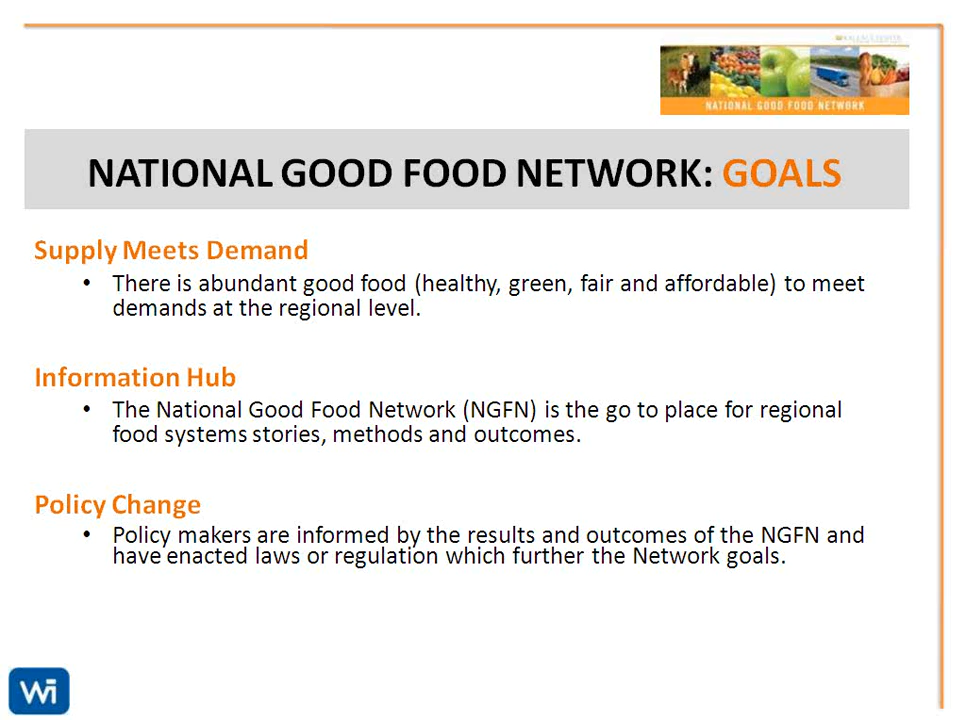 NATIONAL GOOD FOOD NETWORK
NATIONAL GOOD FOOD NETWORK: GOALS
Supply Meets Demand
• There is abundant good food (healthy, green, fair and affordable) to meet
demands at the regional level.
Information Hub
• The National Good Food Network (NGFN) is the go to place for regional
food systems stories, methods and outcomes.
Policy Change
• Policy makers are informed by the results and outcomes of the NGFN and
have enacted laws or regulation which further the Network goals.
Wi